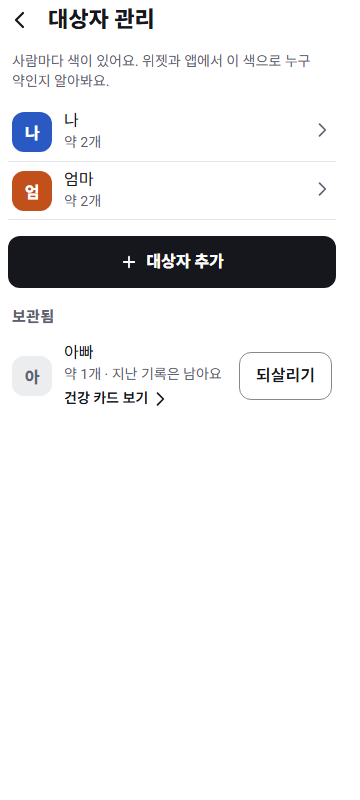 대상자 관리
사람마다 색이 있어요. 위젯과 앱에서 이 색으로 누구
약인지 알아봐요.
나
나
약 2개
엄
엄마
약 2개
+ 대상자 추가
보관됨
아
아빠
약 1개 · 지난 기록은 남아요
건강 카드 보기
되살리기